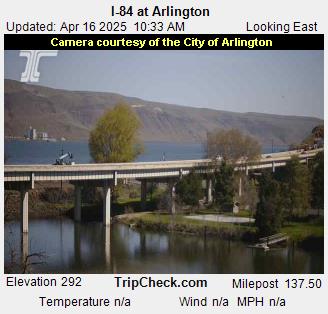 I-84 at Arlington
Updated: Apr 16 2025 10:33 AM Looking East
Camera courtesy of the City of Arlington
Elevation 292 TripCheck.com Milepost 137.50
Temperature n/a Wind n/a MPH n/a